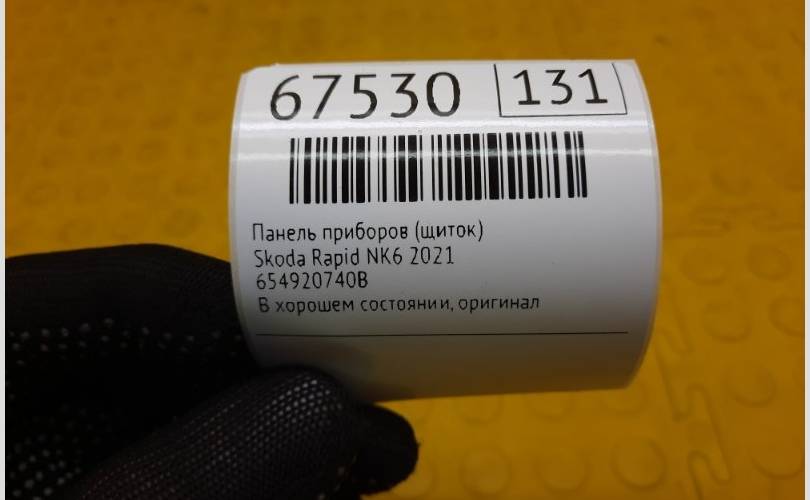 67530 131
Панель приборов (щиток)
Skoda Rapid NK6 2021
654920740B
В хорошем состоянии, оригинал